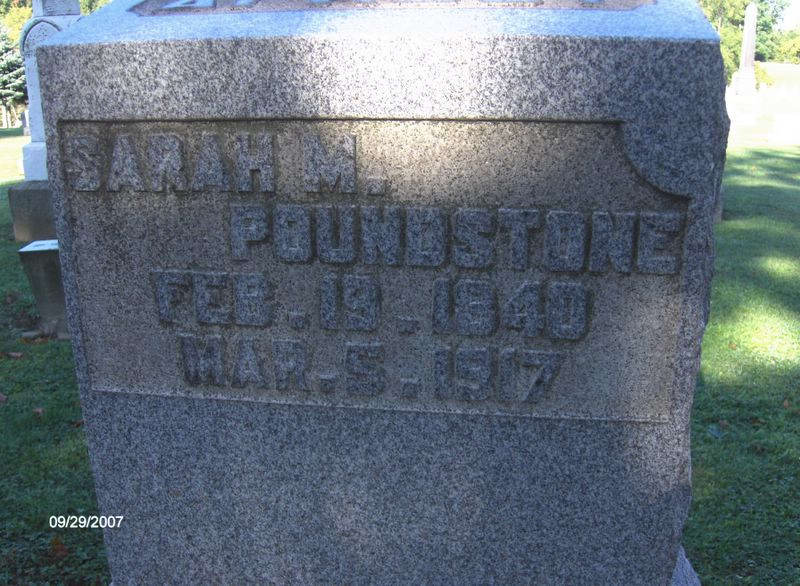 SARAH M.
POUNDSTONE
FEB. 19. 1840
MAR. 5. 1917
09/29/2007